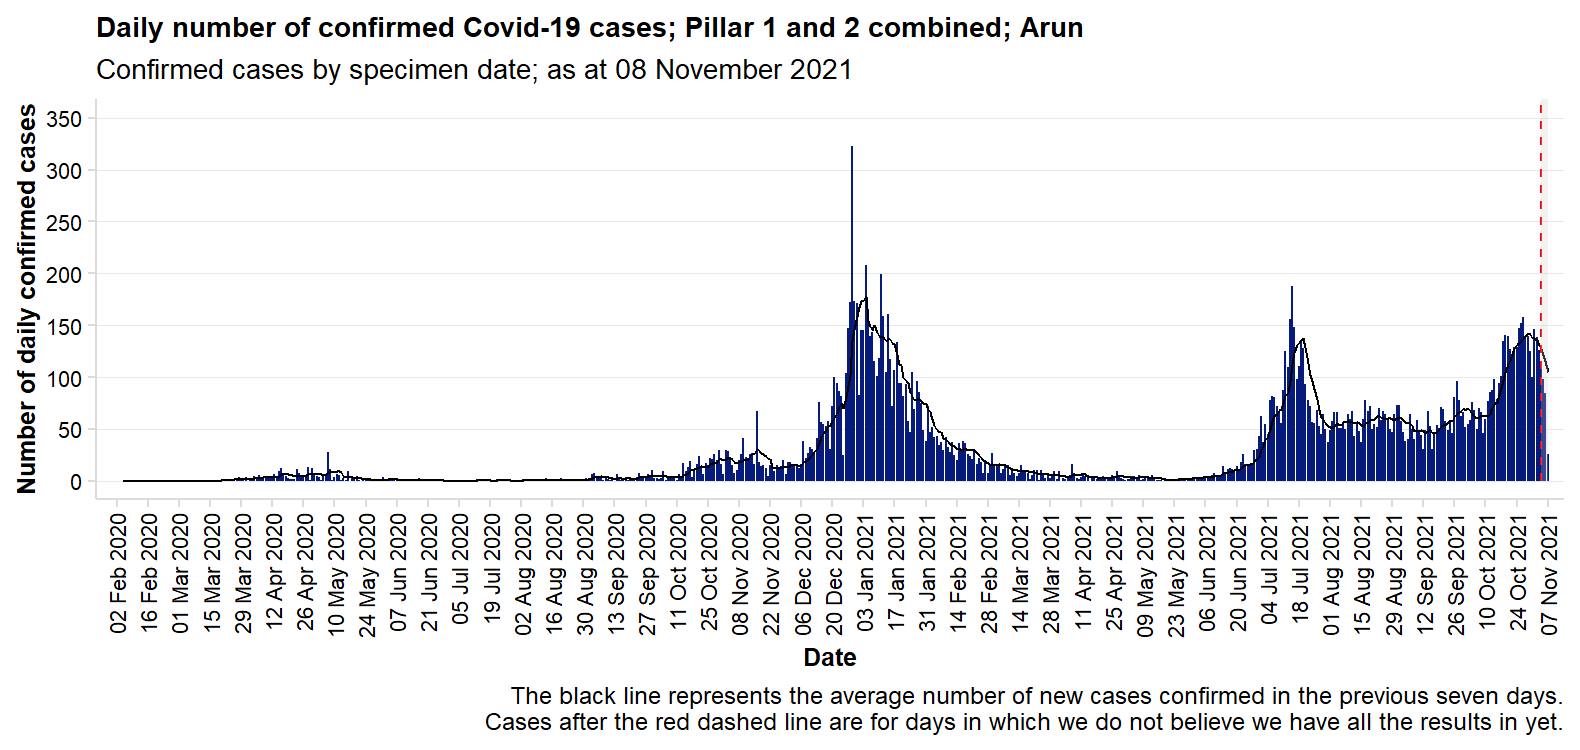 Daily number of confirmed Covid-19 cases; Pillar 1 and 2 combined; Arun
Confirmed cases by specimen date; as at 08 November 2021
Number of daily confirmed cases
350
300
250
200
150
100
50
0
02 Feb 2020
16 Feb 2020
01 Mar 2020
15 Mar 2020
29 Mar 2020
12 Apr 2020
26 Apr 2020
10 May 2020
24 May 2020
07 Jun 2020
21 Jun 2020
05 Jul 2020
19 Jul 2020
02 Aug 2020
16 Aug 2020
30 Aug 2020
13 Sep 2020
27 Sep 2020
11 Oct 2020
25 Oct 2020
08 Nov 2020
22 Nov 2020
06 Dec 2020
20 Dec 2020
03 Jan 2021
17 Jan 2021
31 Jan 2021
14 Feb 2021
28 Feb 2021
14 Mar 2021
28 Mar 2021
11 Apr 2021
25 Apr 2021
09 May 2021
23 May 2021
06 Jun 2021
20 Jun 2021
04 Jul 2021
18 Jul 2021
01 Aug 2021
15 Aug 2021
29 Aug 2021
12 Sep 2021
26 Sep 2021
10 Oct 2021
24 Oct 2021
07 Nov 2021
Date
The black line represents the average number of new cases confirmed in the previous seven days.
Cases after the red dashed line are for days in which we do not believe we have all the results in yet.